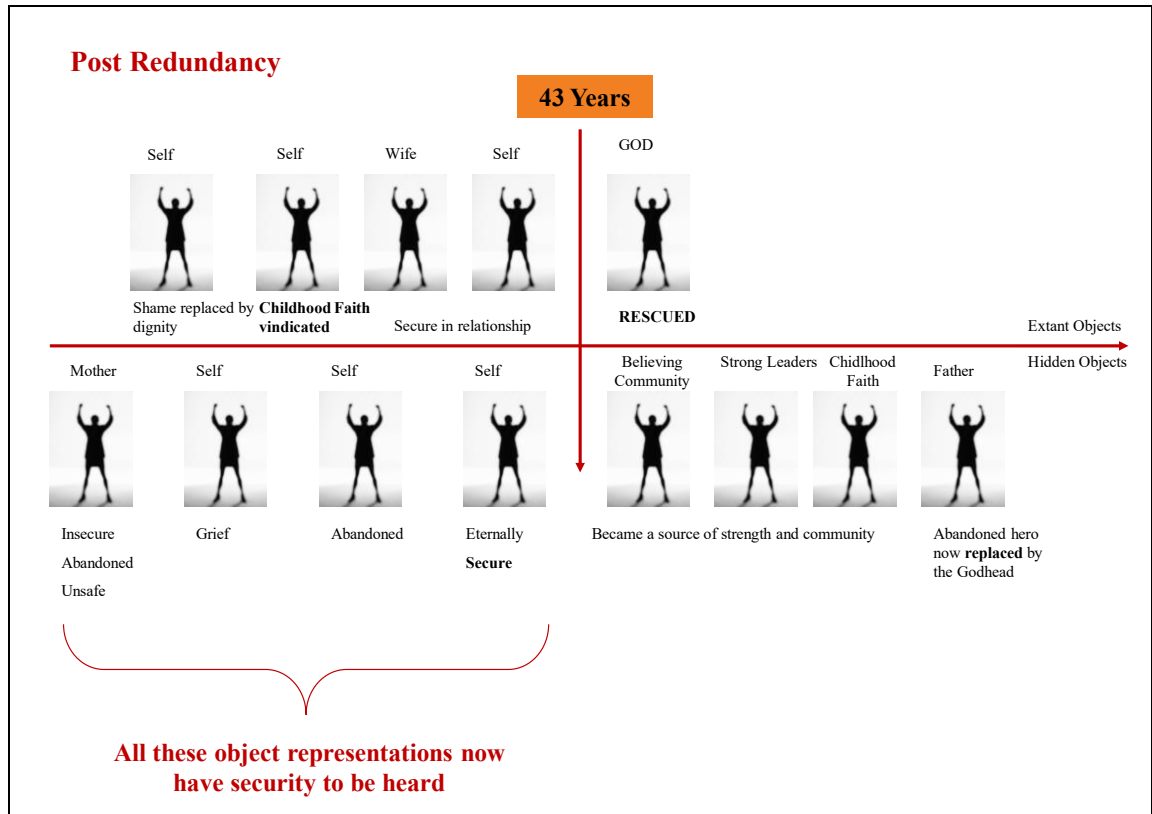 Post Redundancy
43 Years
Self
Self
Wife
Self
GOD
Shame replaced by
dignity
Childhood Faith
vindicated
Secure in relationship
RESCUED
Extant Objects
Mother
Self
Self
Self
Believing
Community
Strong Leaders
Chidlhood
Faith
Father
Hidden Objects
Insecure
Abandoned
Unsafe
Grief
Abandoned
Eternally
Secure
Became a source of strength and community
Abandoned hero
now replaced by
the Godhead
All these object representations now
have security to be heard